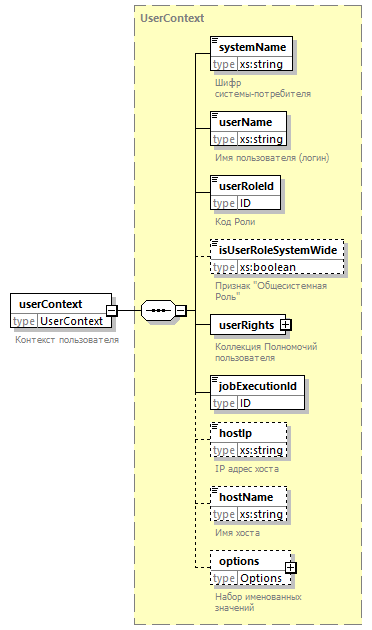 UserContext
systemName
type xs:string
Шифр
системы-потребителя
userName
type xs:string
Имя пользователя (логин)
userRoleId
type ID
Код Роли
isUserRoleSystemWide
type xs:boolean
Признак "Общесистемная
Роль"
userContext
type UserContext
Контекст пользователя
userRights
Коллекция Полномочий
пользователя
jobExecutionId
type ID
hostIp
type xs:string
IP адрес хоста
hostName
type xs:string
Имя хоста
options
type Options
Набор именованных
значений